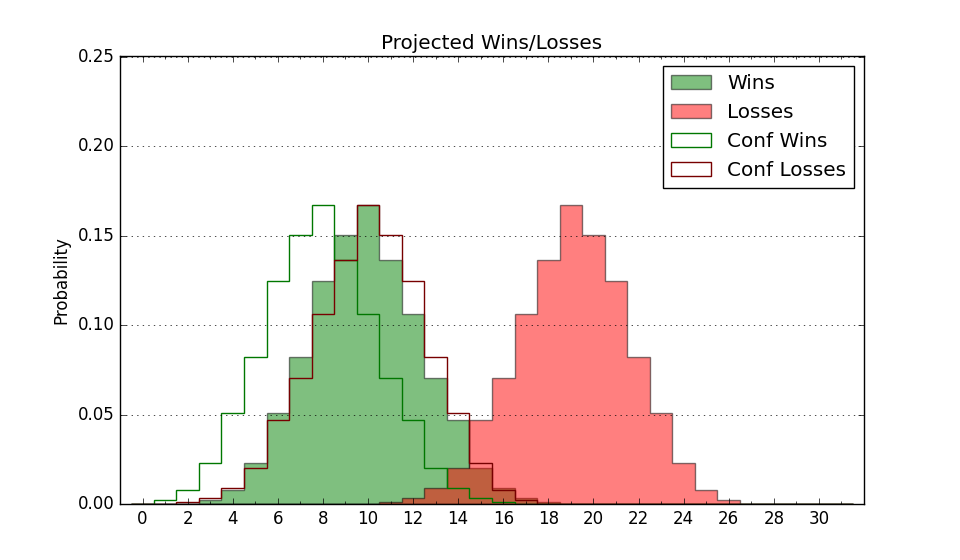 Projected Wins/Losses
0.25
0.20
0.15
0.10
0.05
0.00
Probability
Wins
Losses
Conf Wins
Conf Losses
0 2 4 6 8 10 12 14 16 18 20 22 24 26 28 30